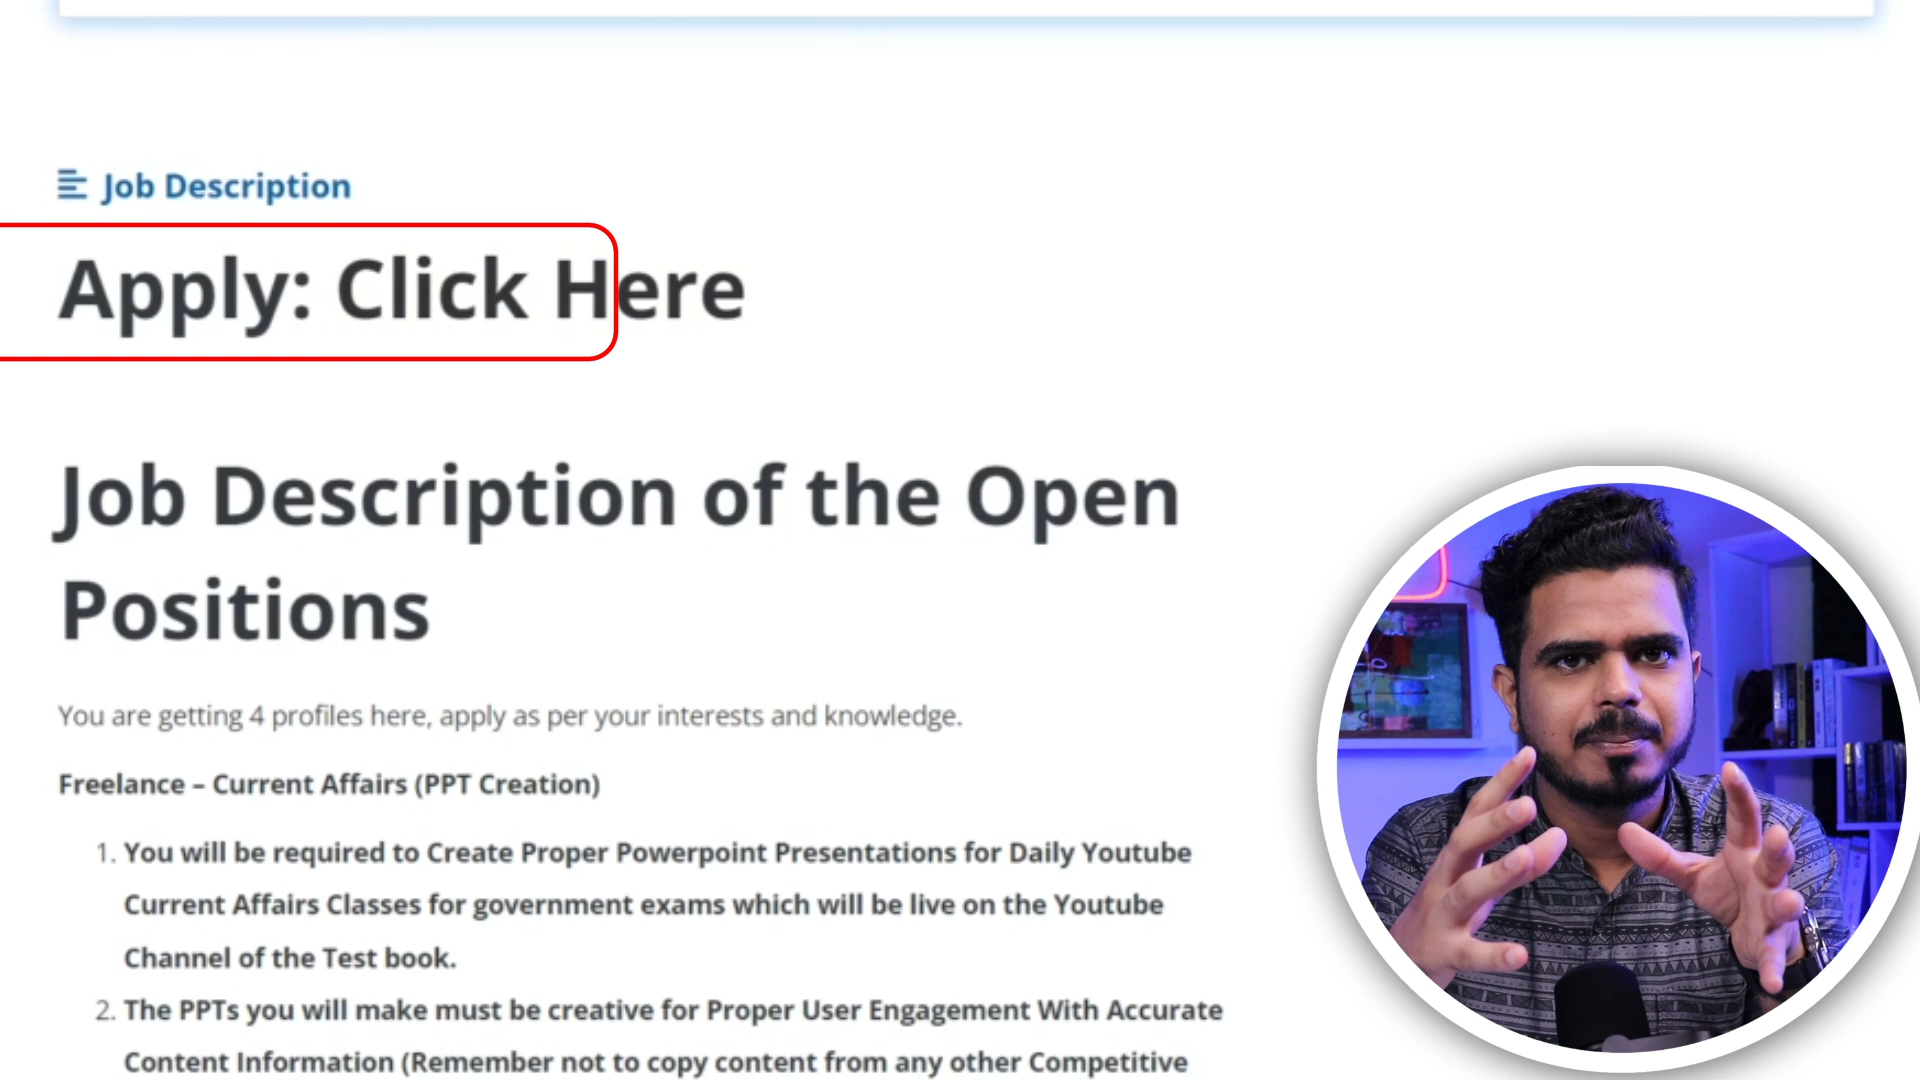 Job Description
Apply: Click Here
Job Description of the Open
Positions
You are getting 4 profiles here, apply as per your interests and knowledge.
Freelance – Current Affairs (PPT Creation)
1. You will be required to Create Proper Powerpoint Presentations for Daily Youtube
Current Affairs Classes for government exams which will be live on the Youtube
Channel of the Test book.
2. The PPTs you will make must be creative for Proper User Engagement With Accurate
Content Information (Remember not to copy content from any other Competitive